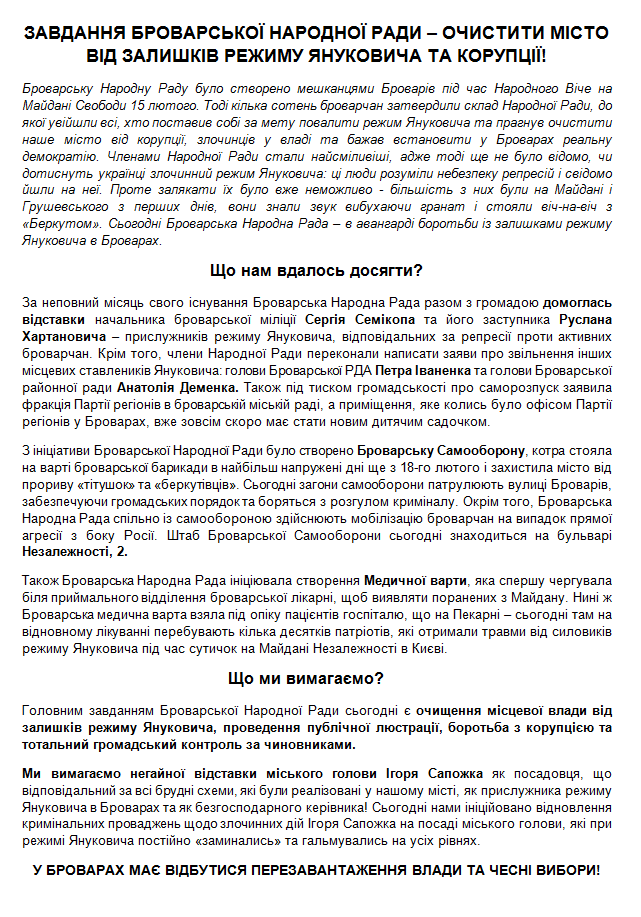 ЗАВДАННЯ БРОВАРСЬКОЇ НАРОДНОЇ РАДИ – ОЧИСТИТИ МІСТО
ВІД ЗАЛИШКІВ РЕЖИМУ ЯНУКОВИЧА ТА КОРУПЦІЇ!
Броварську Народну Раду було створено мешканцями Броварів під час Народного Віче на
Майдані Свободи 15 лютого. Тоді кілька сотень броварчан затвердили склад Народної Ради, до
якої увійшли всі, хто поставив собі за мету повалити режим Януковича та прагнув очистити
наше місто від корупції, злочинців у владі та бажав встановити у Броварах реальну
демократію. Членами Народної Ради стали найсміливіші, адже тоді ще не було відомо, чи
дотиснуть українці злочинний режим Януковича: ці люди розуміли небезпеку репресій і свідомо
йшли на неї. Проте залякати їх було вже неможливо - більшість з них були на Майдані і
Грушевського з перших днів, вони знали звук вибухаючи гранат і стояли віч-на-віч з
«Беркутом». Сьогодні Броварська Народна Рада – в авангарді боротьби із залишками режиму
Януковича в Броварах.
Що нам вдалось досягти?
За неповний місяць свого існування Броварська Народна Рада разом з громадою домоглась
відставки начальника броварської міліції Сергія Семікопа та його заступника Руслана
Хартановича – прислужників режиму Януковича, відповідальних за репресії проти активних
броварчан. Крім того, члени Народної Ради переконали написати заяви про звільнення інших
місцевих ставлеників Януковича: голови Броварської РДА Петра Іваненка та голови Броварської
районної ради Анатолія Деменка. Також під тиском громадськості про саморозпуск заявила
фракція Партії регіонів в броварській міській раді, а приміщення, яке колись було офісом Партії
регіонів у Броварах, вже зовсім скоро має стати новим дитячим садочком.
З ініціативи Броварської Народної Ради було створено Броварську Самооборону, котра стояла
на варті броварської барикади в найбільш напружені дні ще з 18-го лютого і захистила місто від
прориву «тітушок» та «беркутівців». Сьогодні загони самооборони патрулюють вулиці Броварів,
забезпечуючи громадських порядок та боряться з розгулом криміналу. Окрім того, Броварська
Народна Рада спільно із самообороною здійснюють мобілізацію броварчан на випадок прямої
агресії з боку Росії. Штаб Броварської Самооборони сьогодні знаходиться на бульварі
Незалежності, 2.
Також Броварська Народна Рада ініціювала створення Медичної варти, яка спершу чергувала
біля приймального відділення броварської лікарні, щоб виявляти поранених з Майдану. Нині ж
Броварська медична варта взяла під опіку пацієнтів госпіталю, що на Пекарні – сьогодні там на
відновному лікуванні перебувають кілька десятків патріотів, які отримали травми від силовиків
режиму Януковича під час сутичок на Майдані Незалежності в Києві.
Що ми вимагаємо?
Головним завданням Броварської Народної Ради сьогодні є очищення місцевої влади від
залишків режиму Януковича, проведення публічної люстрації, боротьба з корупцією та
тотальний громадський контроль за чиновниками.
Ми вимагаємо негайної відставки міського голови Ігоря Сапожка як посадовця, що
відповідальний за всі брудні схеми, які були реалізовані у нашому місті, як прислужника режиму
Януковича в Броварах та як безгосподарного керівника! Сьогодні нами ініційовано відновлення
кримінальних проваджень щодо злочинних дій Ігоря Сапожка на посаді міського голови, які при
режимі Януковича постійно «заминались» та гальмувались на усіх рівнях.
У БРОВАРАХ МАЄ ВІДБУТИСЯ ПЕРЕЗАВАНТАЖЕННЯ ВЛАДИ ТА ЧЕСНІ ВИБОРИ!